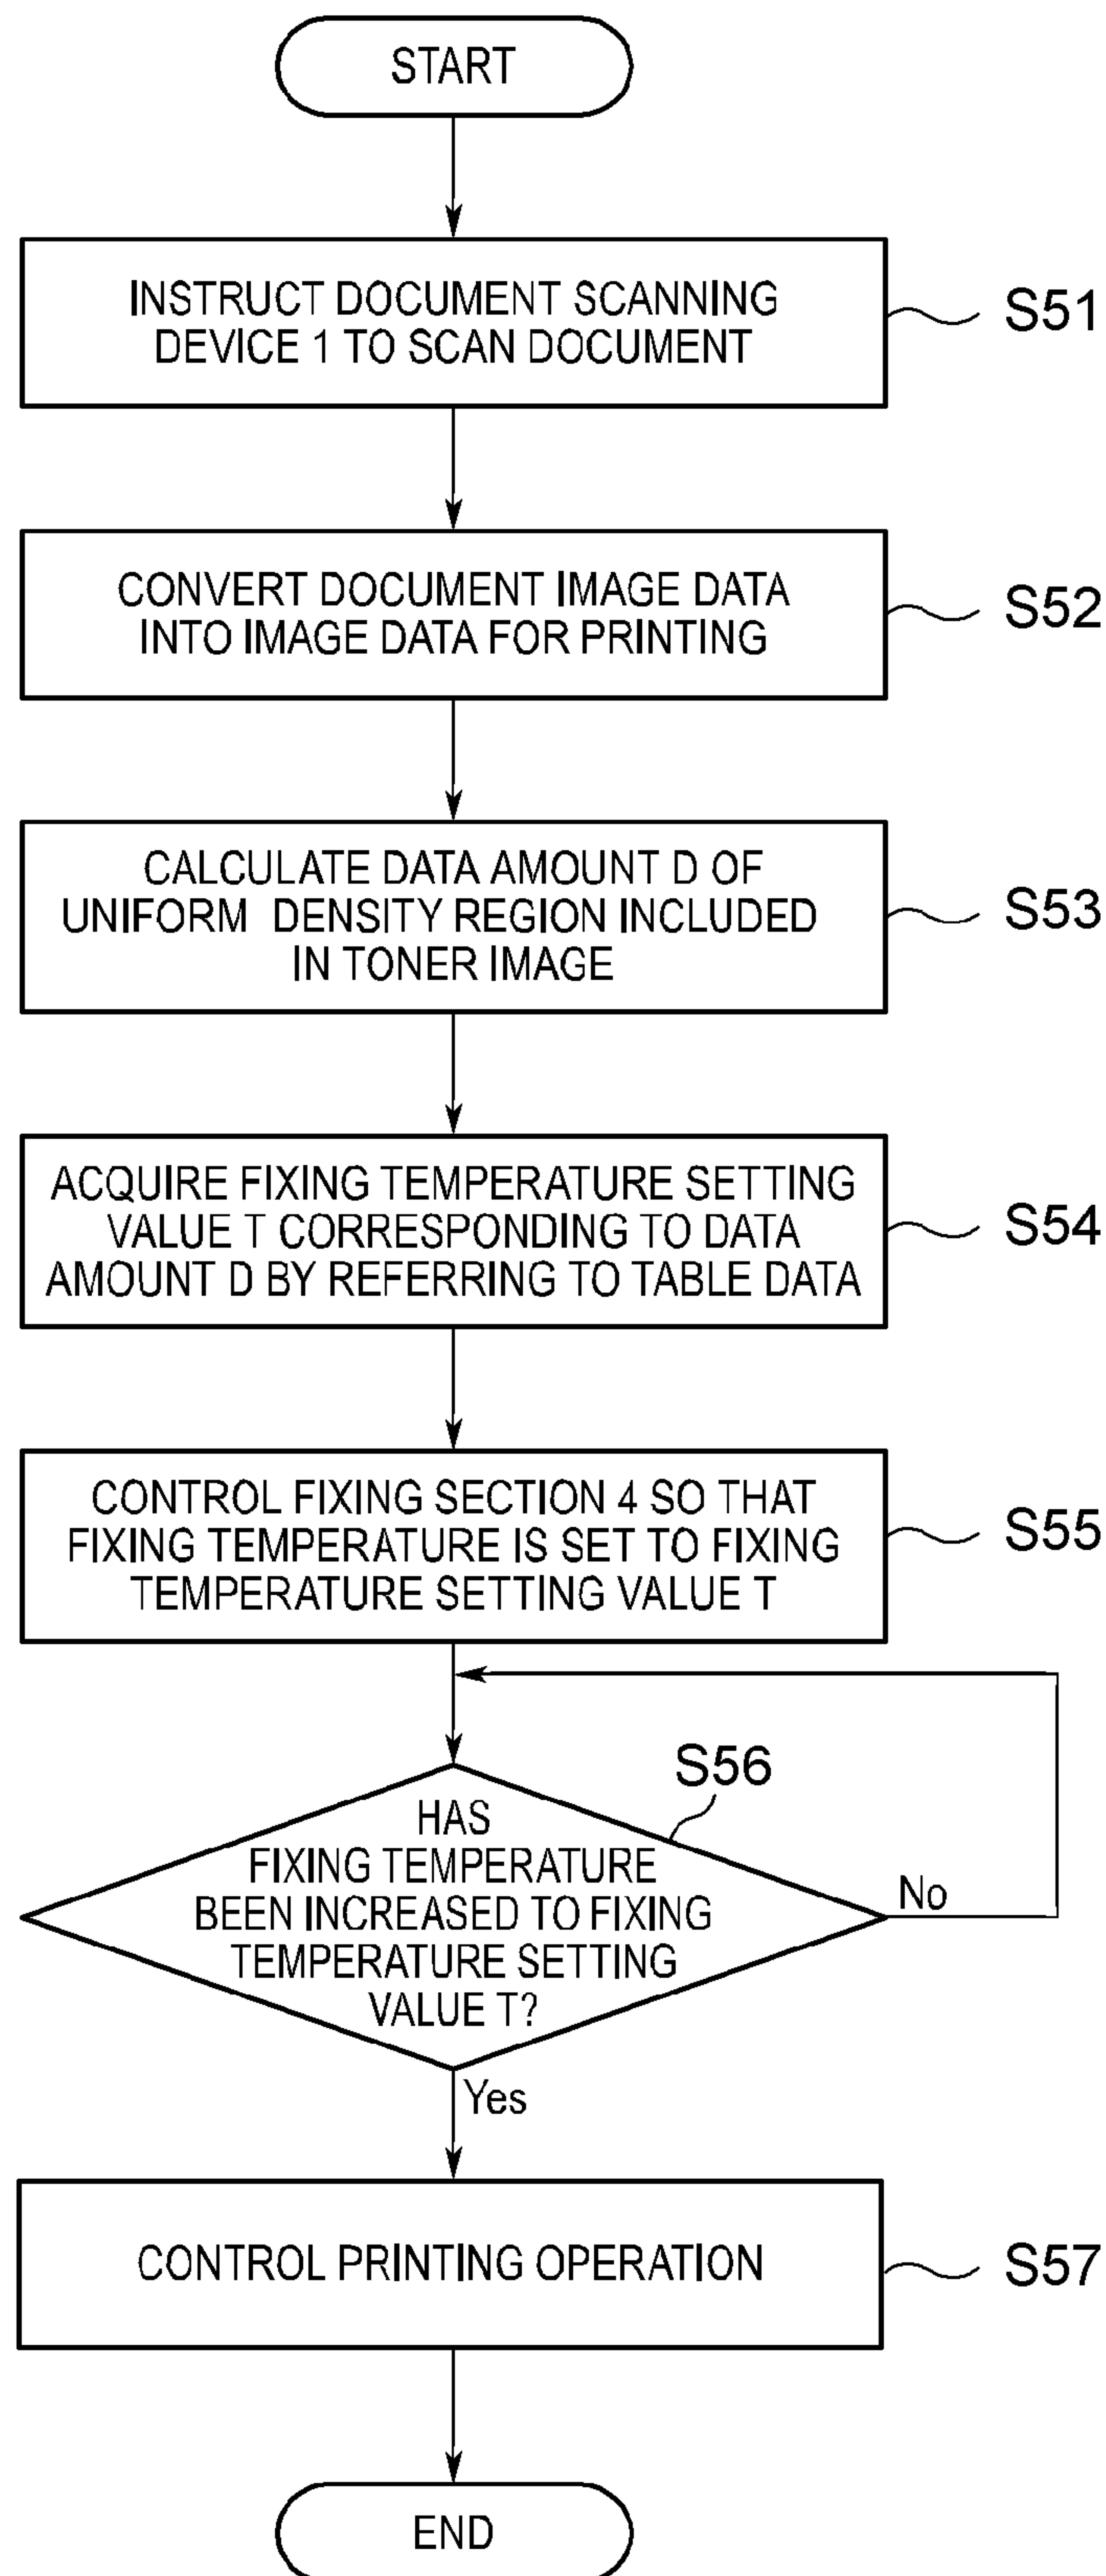 START
INSTRUCT DOCUMENT SCANNING
DEVICE 1 TO SCAN DOCUMENT
S51
CONVERT DOCUMENT IMAGE DATA
INTO IMAGE DATA FOR PRINTING
S52
CALCULATE DATA AMOUNT D OF
UNIFORM DENSITY REGION INCLUDED
IN TONER IMAGE
S53
ACQUIRE FIXING TEMPERATURE SETTING
VALUE T CORRESPONDING TO DATA
AMOUNT D BY REFERRING TO TABLE DATA
S54
CONTROL FIXING SECTION 4 SO THAT
FIXING TEMPERATURE IS SET TO FIXING
TEMPERATURE SETTING VALUE T
S55
S56
HAS
FIXING TEMPERATURE
BEEN INCREASED TO FIXING
TEMPERATURE SETTING
VALUE T?
No
Yes
CONTROL PRINTING OPERATION
S57
END